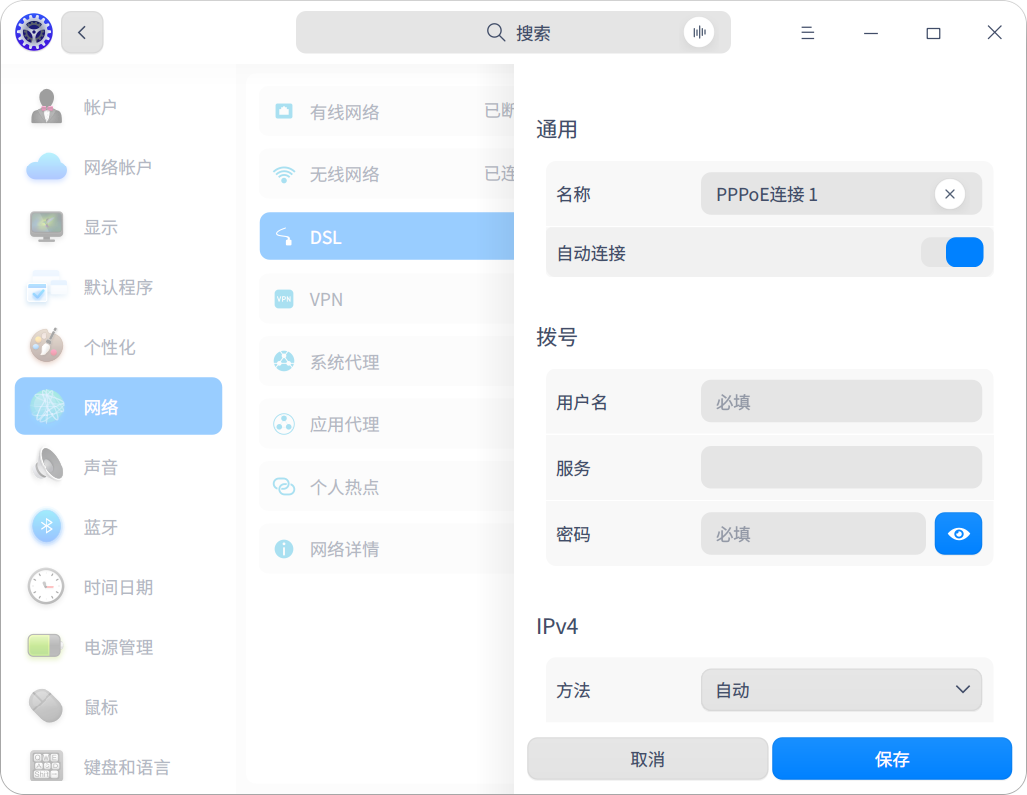 搜索
帐户
网络帐户
显示
默认程序
个性化
网络
声音
蓝牙
时间日期
电源管理
鼠标
键盘和语言
有线网络 已断
无线网络 已连
DSL
VPN VPN
系统代理
应用代理
个人热点
网络详情
通用
名称 PPPoE连接 1
自动连接
拨号
用户名 必填
服务
密码 必填
IPv4
方法 自动
取消 保存